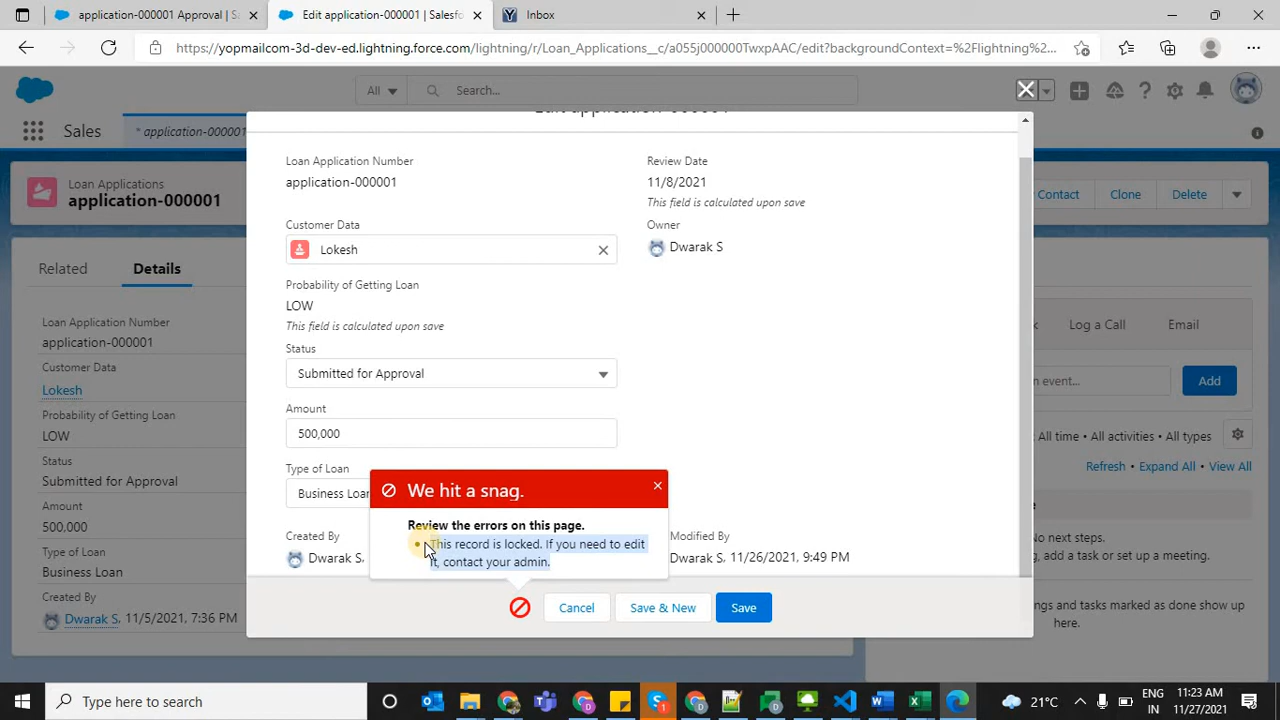 application-000001 Approval | Sa
Edit application-000001 | Salesfo
Inbox
https://yopmailcom-3d-dev-ed.lightning.force.com/lightning/r/Loan_Applications__c/a055j000000TwxpAAC/edit?backgroundContext=%2Flightning%2...
All
Search...
Sales
* application-000001
Edit application-000001
Loan Applications
application-000001
Contact
Clone
Delete
Related
Details
Loan Application Number
application-000001
Customer Data
Lokesh
Probability of Getting Loan
LOW
Status
Submitted for Approval
Amount
500,000
Type of Loan
Business Loan
Created By
Dwarak S, 11/5/2021, 7:36 PM
Loan Application Number
application-000001
Review Date
11/8/2021
This field is calculated upon save
Customer Data
Lokesh
Owner
Dwarak S
Probability of Getting Loan
LOW
This field is calculated upon save
Status
Submitted for Approval
Amount
500,000
Type of Loan
Business Loan
Created By
Dwarak S,
Modified By
Dwarak S, 11/26/2021, 9:49 PM
We hit a snag.
Review the errors on this page.
• This record is locked. If you need to edit
it, contact your admin.
Cancel
Save & New
Save
Log a Call
Email
n event...
Add
All time • All activities • All types
Refresh • Expand All • View All
No next steps.
, add a task or set up a meeting.
ngs and tasks marked as done show up
here.
Type here to search
1
21°C
ENG
IN
11:23 AM
11/27/2021